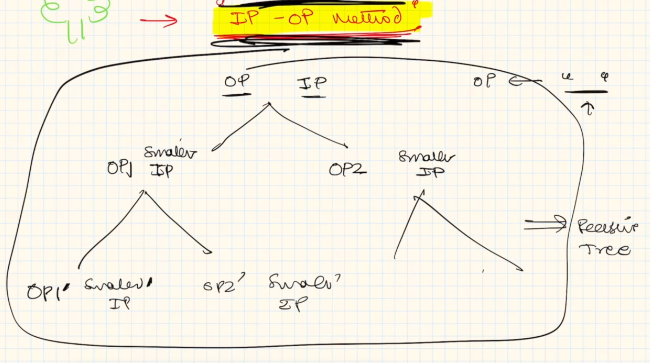 IP - OP method
OP IP
OP ← " "
OP1 Smaller IP
OP2 Smaller IP
Recursive
Tree
OP1' Smaller' IP
OP2' Smaller' IP